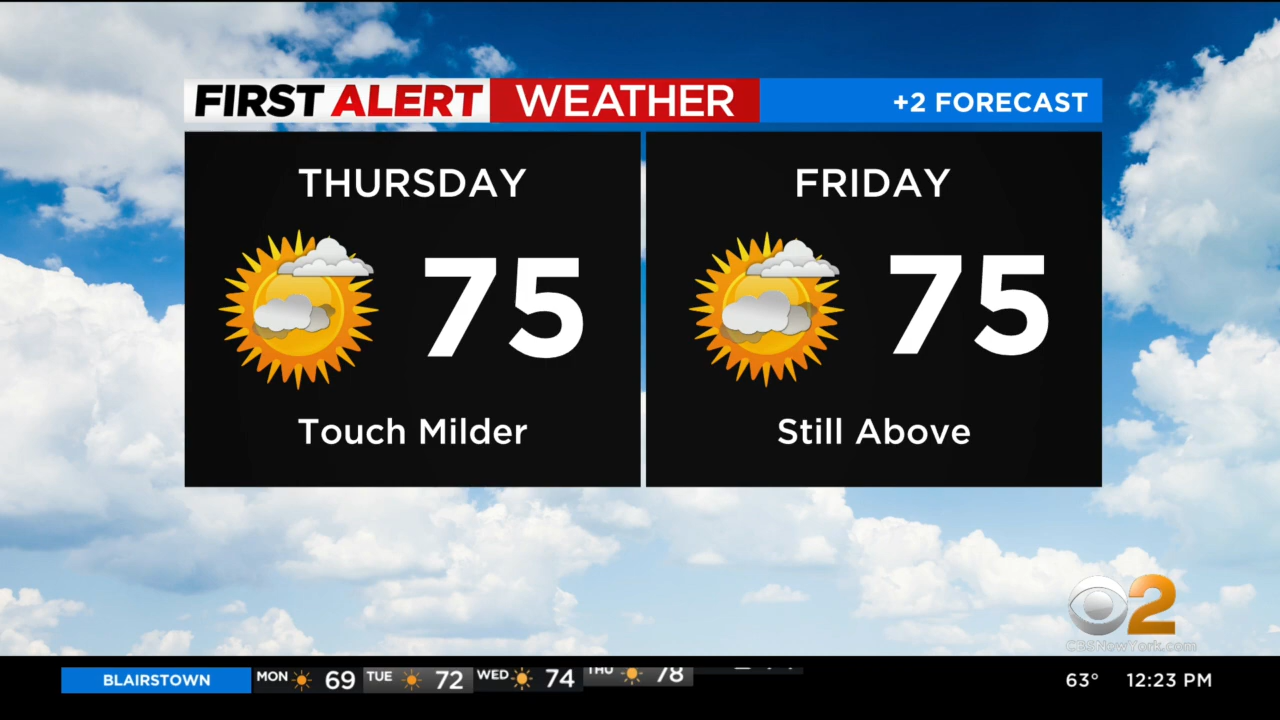 FIRST ALERT WEATHER +2 FORECAST
THURSDAY
75
Touch Milder
FRIDAY
75
Still Above
2
CBSNewYork.com
BLAIRSTOWN MON 69 TUE 72 WED 74 THU 78
63° 12:23 PM